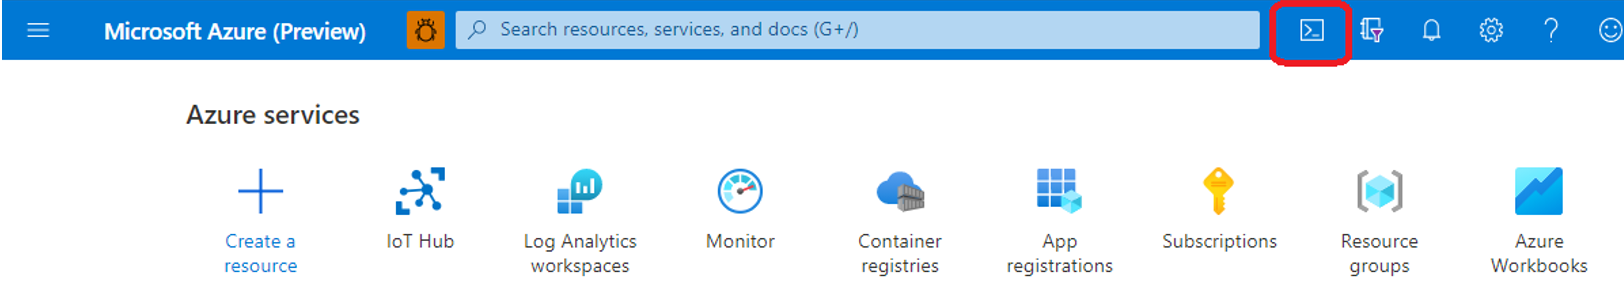 Microsoft Azure (Preview)
Search resources, services, and docs (G+/)
Azure services
Create a
resource
IoT Hub
Log Analytics
workspaces
Monitor
Container
registries
App
registrations
Subscriptions
Resource
groups
Azure
Workbooks